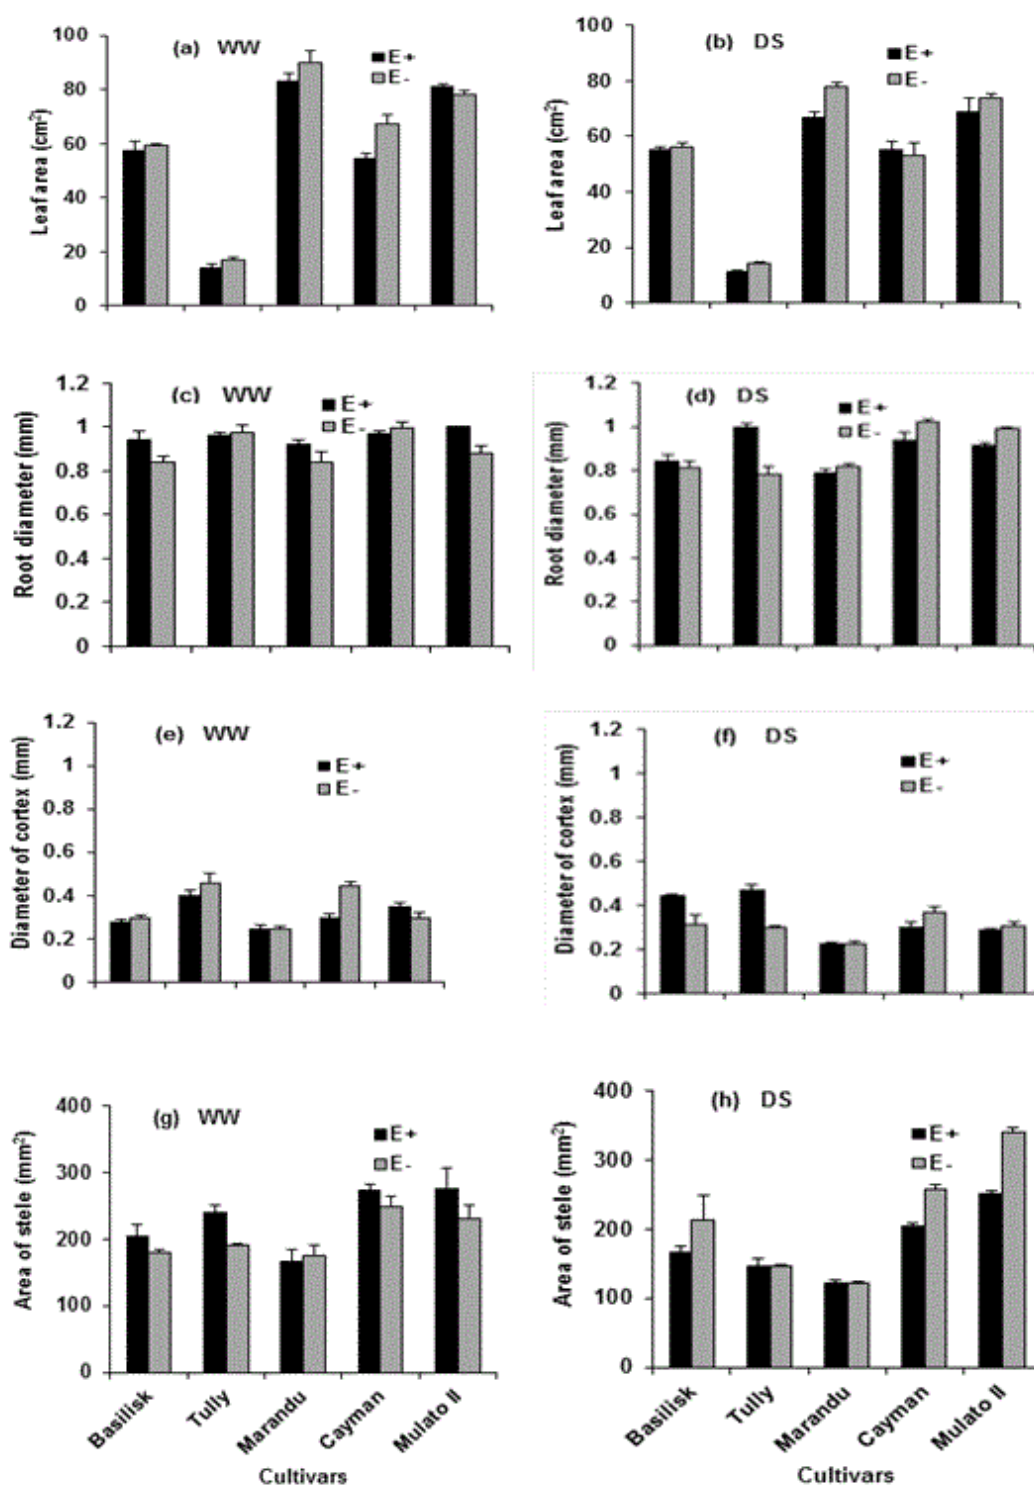 (a) WW
E+
E-
Leaf area (cm²)
100
80
60
40
20
0
(b) DS
E+
E-
Leaf area (cm²)
100
80
60
40
20
0
(c) WW
E+
E-
Root diameter (mm)
1.2
1
0.8
0.6
0.4
0.2
0
(d) DS
E+
E-
Root diameter (mm)
1.2
1
0.8
0.6
0.4
0.2
0
(e) WW
E+
E-
Diameter of cortex (mm)
1.2
1
0.8
0.6
0.4
0.2
0
(f) DS
E+
E-
Diameter of cortex (mm)
1.2
1
0.8
0.6
0.4
0.2
0
(g) WW
E+
E-
Area of stele (mm²)
400
300
200
100
0
Basilisk
Tully
Marandu
Cayman
Mulato II
Cultivars
(h) DS
E+
E-
Area of stele (mm²)
400
300
200
100
0
Basilisk
Tully
Marandu
Cayman
Mulato II
Cultivars